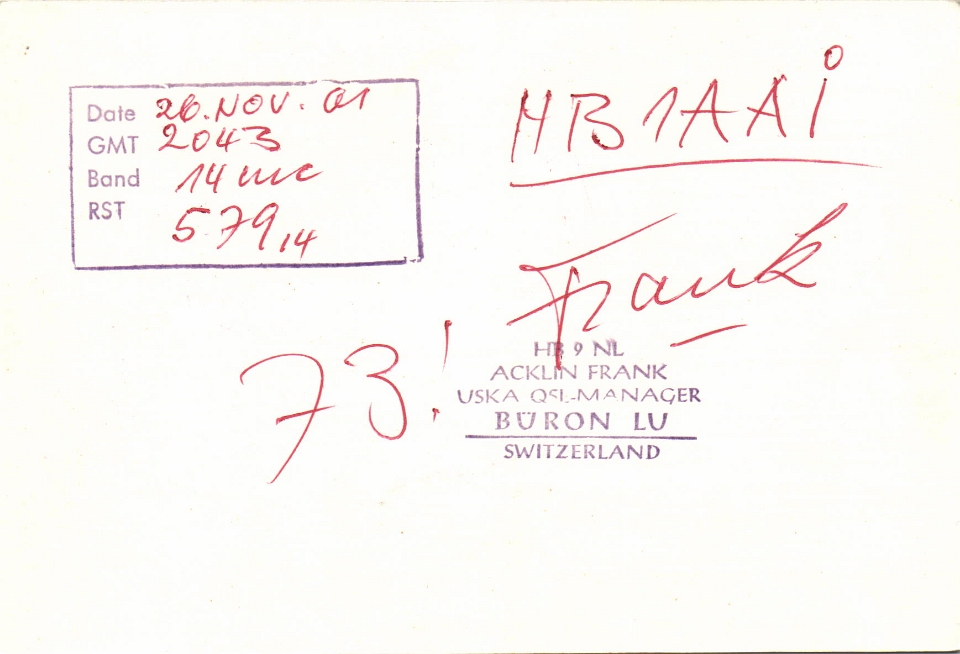 Date 26.NOV.61
GMT 2043
Band 14 mc
RST 579,14
HB1AAI
Frank
73!
HB 9 NL
ACKLIN FRANK
USKA QSL-MANAGER
BÜRON LU
SWITZERLAND